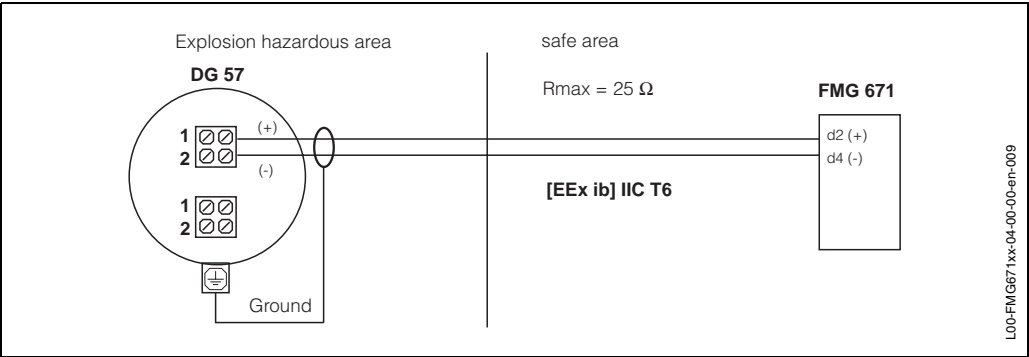 Explosion hazardous area
safe area
DG 57
Rmax = 25 Ω
FMG 671
1
(+)
d2 (+)
2
(-)
d4 (-)
[EEx ib] IIC T6
1
2
Ground
L00-FMG671xx-04-00-00-en-009